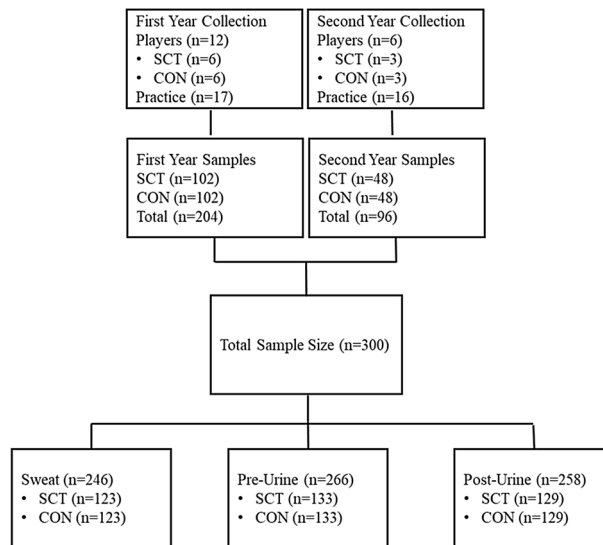 First Year Collection
Players (n=12)
• SCT (n=6)
• CON (n=6)
Practice (n=17)
Second Year Collection
Players (n=6)
• SCT (n=3)
• CON (n=3)
Practice (n=16)
First Year Samples
SCT (n=102)
CON (n=102)
Total (n=204)
Second Year Samples
SCT (n=48)
CON (n=48)
Total (n=96)
Total Sample Size (n=300)
Sweat (n=246)
• SCT (n=123)
• CON (n=123)
Pre-Urine (n=266)
• SCT (n=133)
• CON (n=133)
Post-Urine (n=258)
• SCT (n=129)
• CON (n=129)